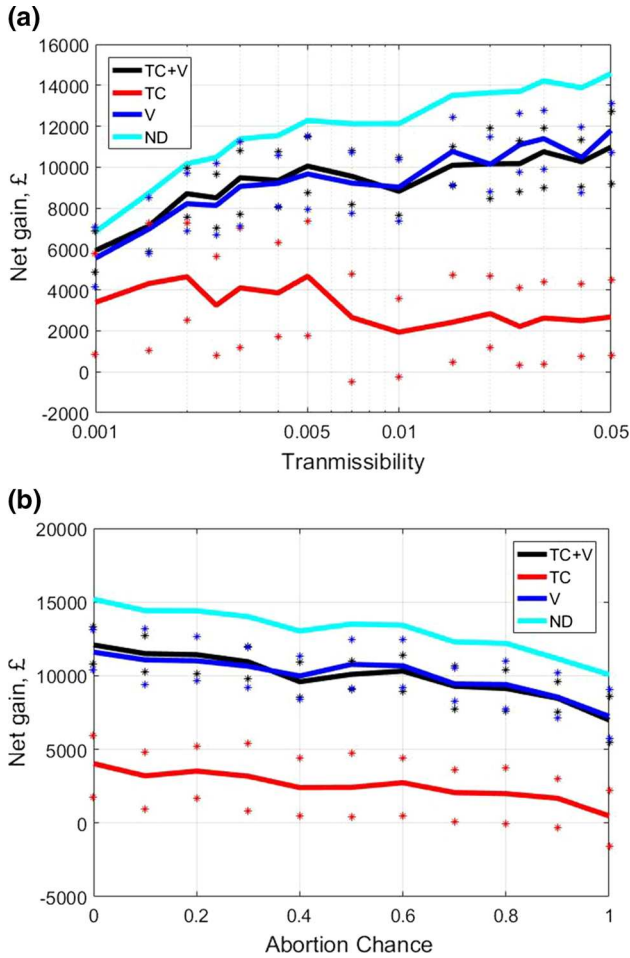 (a)
16000
14000
12000
10000
8000
6000
4000
2000
0
-2000
Net gain, £
TC+V
TC
V
ND
0.001
0.005
0.01
0.05
Tranmissibility
(b)
20000
15000
10000
5000
0
-5000
Net gain, £
TC+V
TC
V
ND
0
0.2
0.4
0.6
0.8
1
Abortion Chance